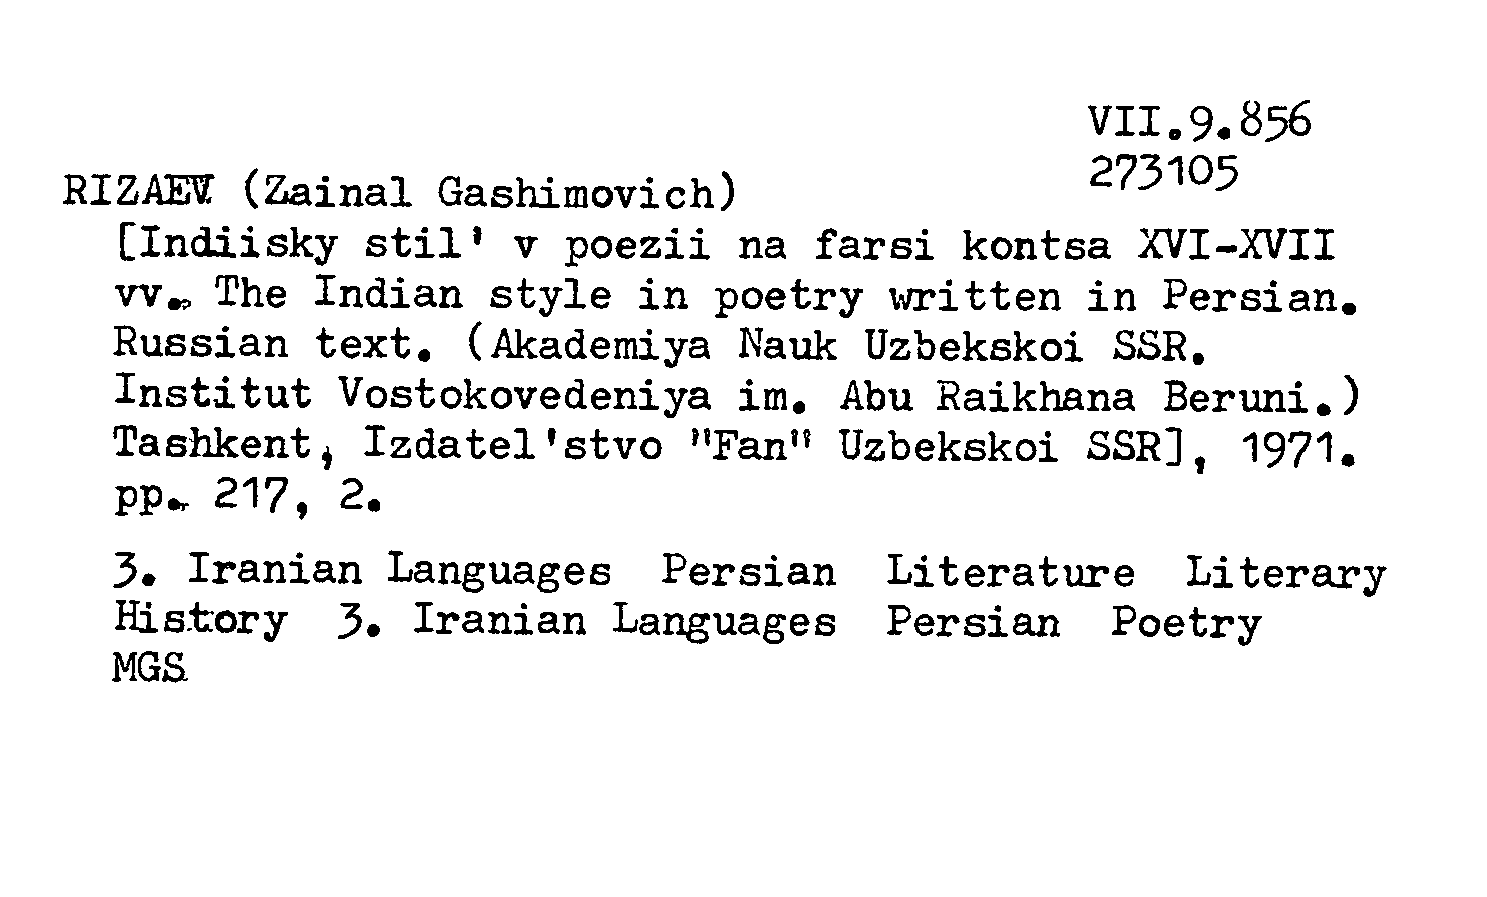 VII.9.856
273105
RIZAEV (Zainal Gashimovich)
[Indiisky stil' v poezii na farsi kontsa XVI-XVII
vv. The Indian style in poetry written in Persian.
Russian text. (Akademiya Nauk Uzbekskoi SSR.
Institut Vostokovedeniya im. Abu Raikhana Beruni.)
Tashkent, Izdatel'stvo "Fan" Uzbekskoi SSR], 1971.
pp. 217, 2.
3. Iranian Languages Persian Literature Literary
History 3. Iranian Languages Persian Poetry
MGS